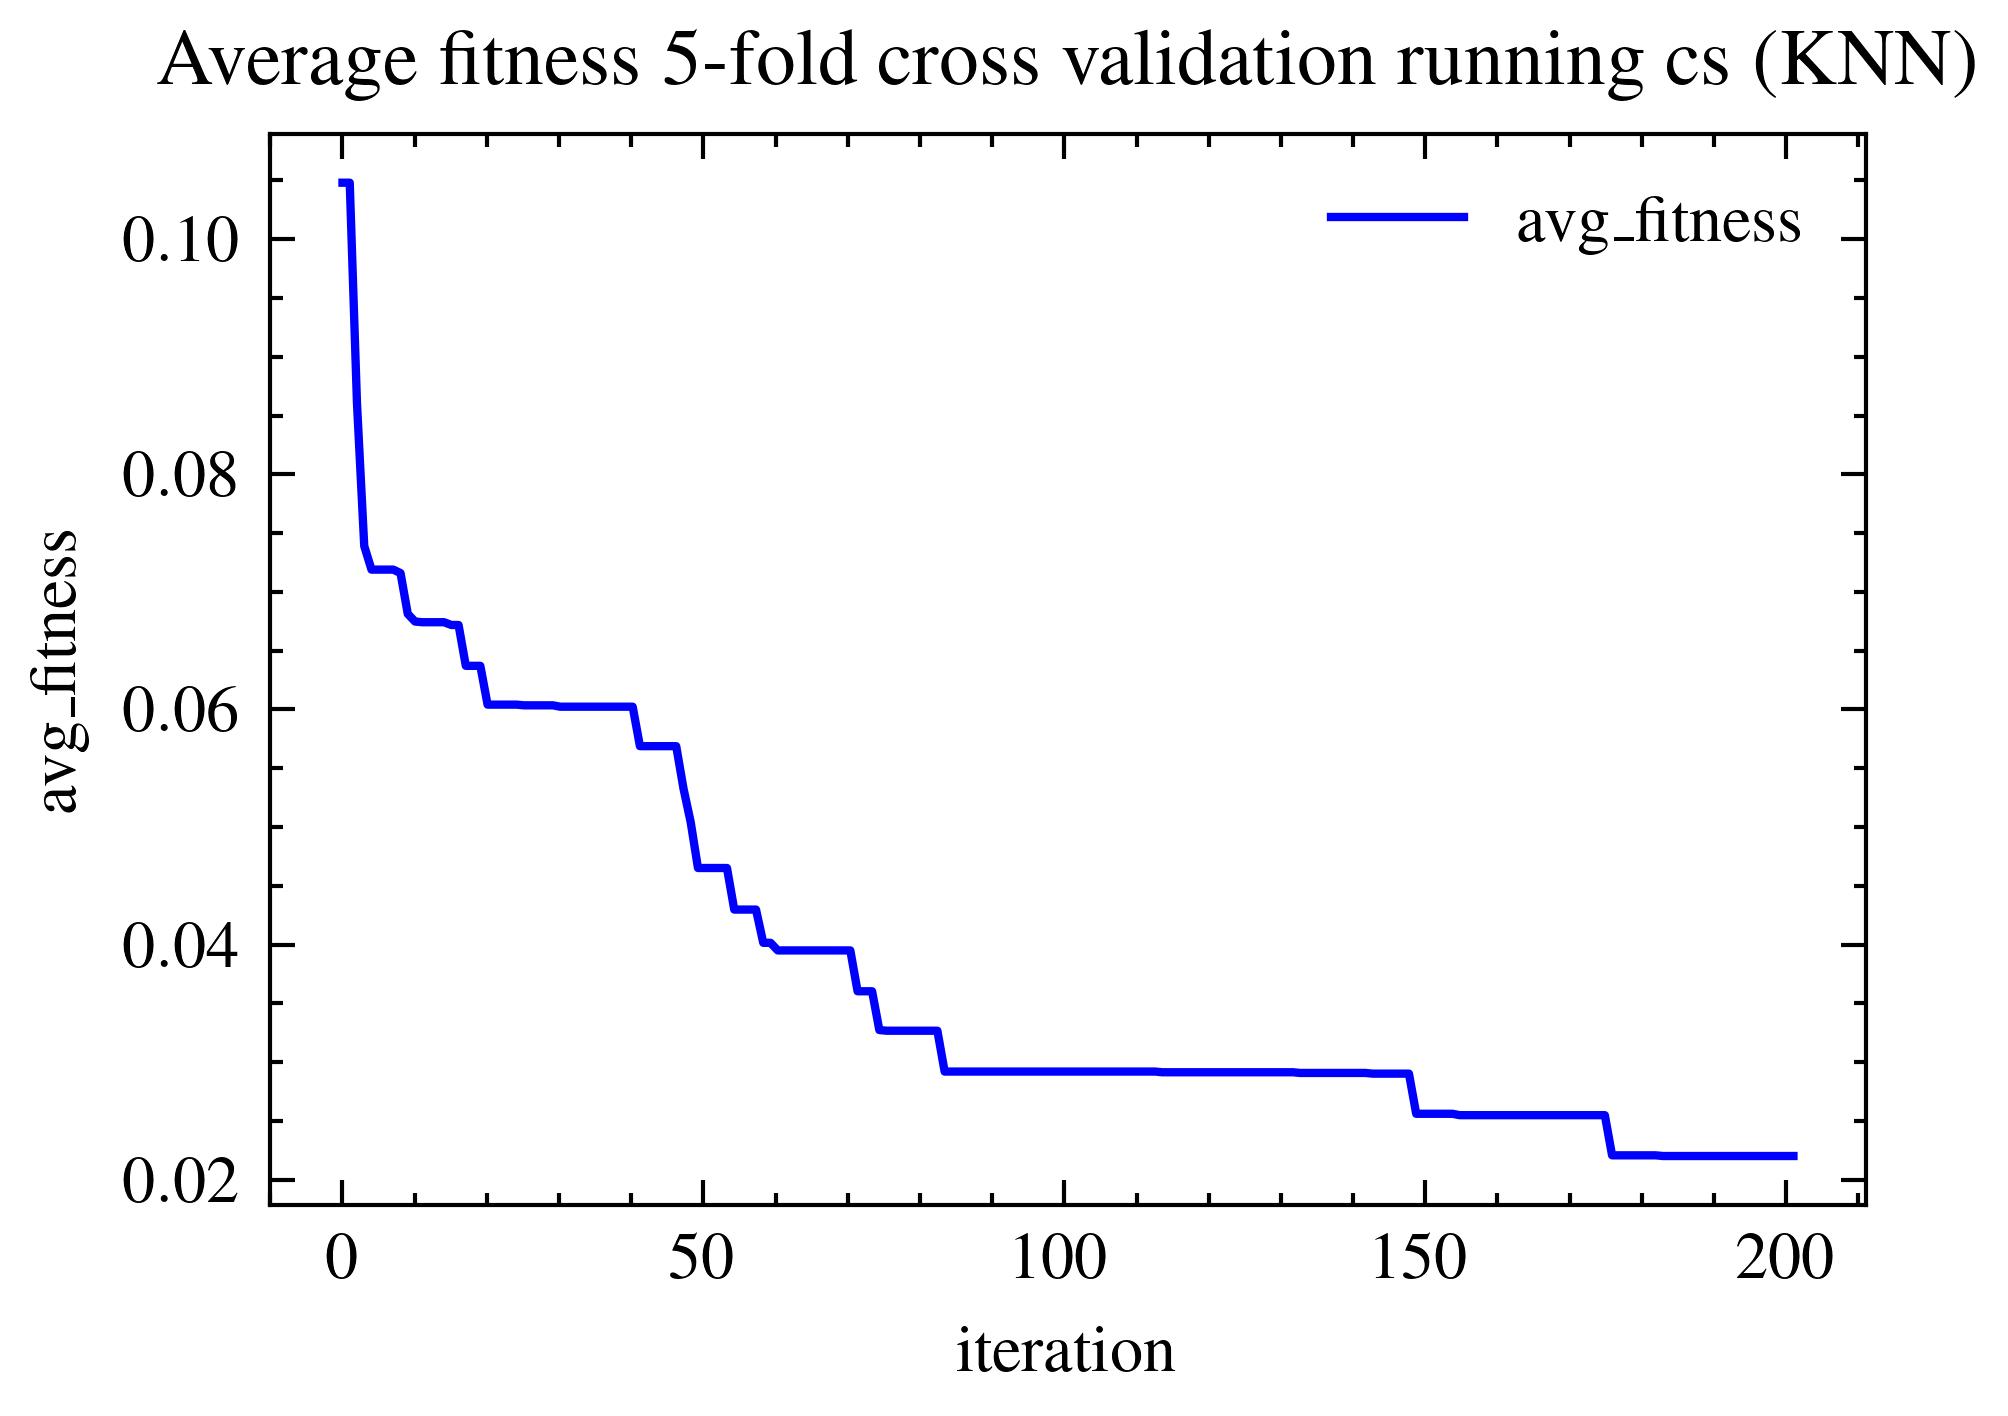 Average fitness 5-fold cross validation running cs (KNN)
avg_fitness
0.10
0.08
0.06
0.04
0.02
avg_fitness
0 50 100 150 200
iteration